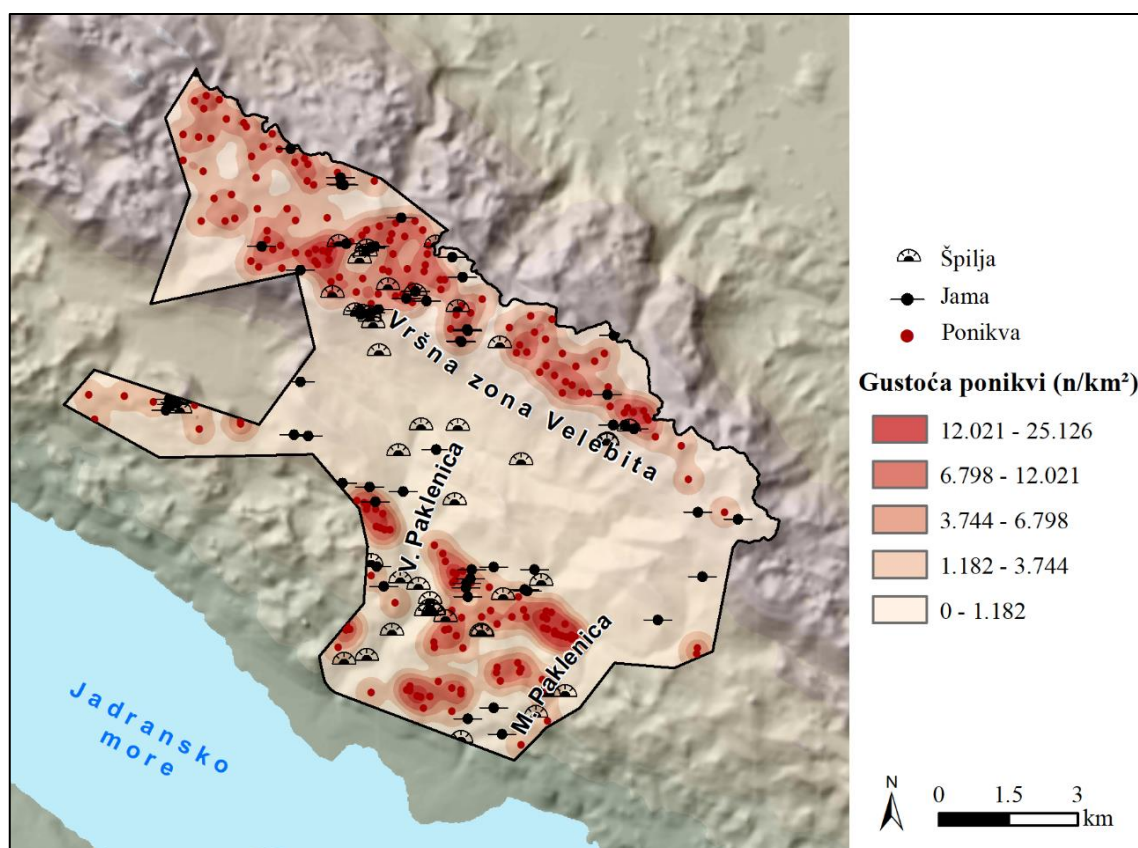 Vršna zona Velebita
V. Paklenica
M. Paklenica
Jadransko
more
Špilja
Jama
Ponikva
Gustoća ponikvi (n/km²)
12.021 - 25.126
6.798 - 12.021
3.744 - 6.798
1.182 - 3.744
0 - 1.182
N
0 1.5 3
km